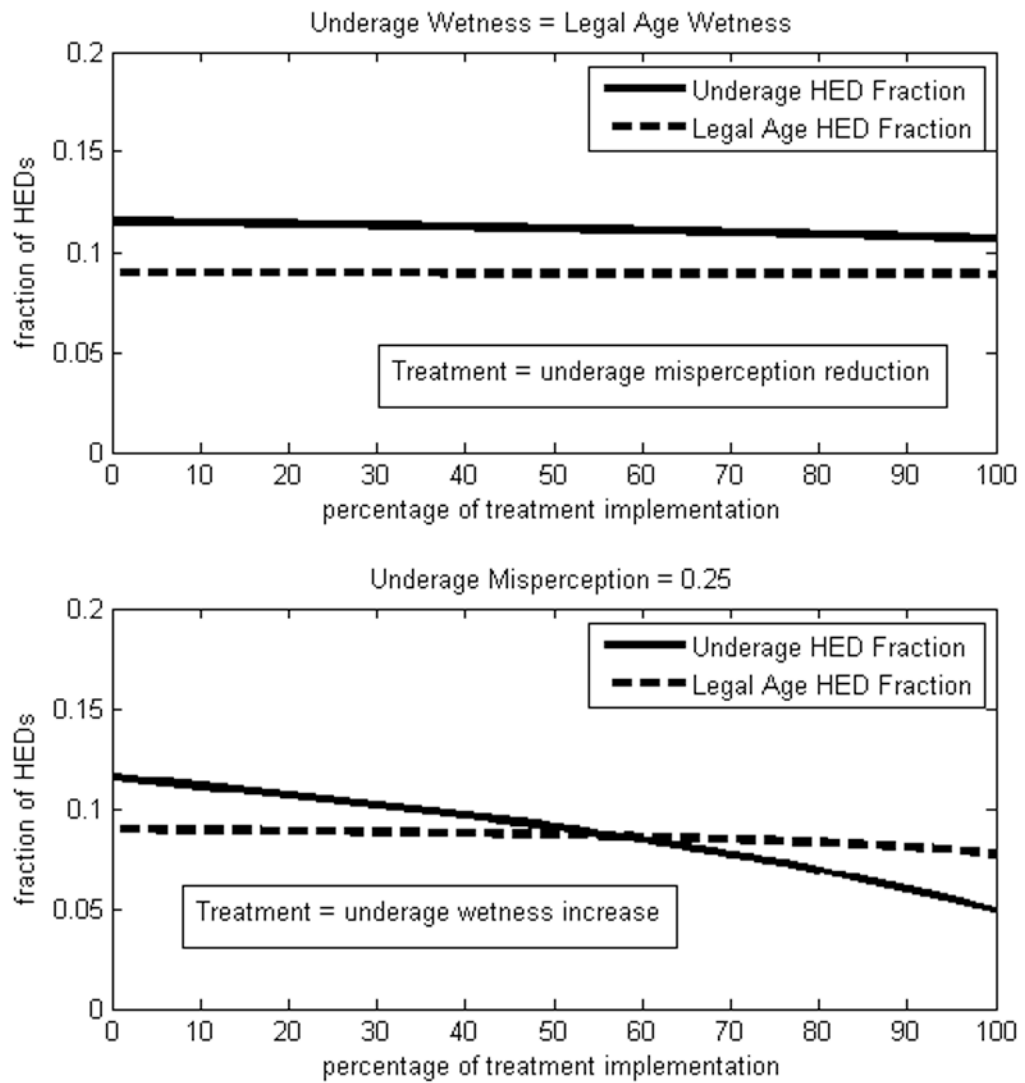 Underage Wetness = Legal Age Wetness
0.2
0.15
0.1
0.05
0
fraction of HEDs
Underage HED Fraction
Legal Age HED Fraction
Treatment = underage misperception reduction
0 10 20 30 40 50 60 70 80 90 100
percentage of treatment implementation
Underage Misperception = 0.25
0.2
0.15
0.1
0.05
0
fraction of HEDs
Underage HED Fraction
Legal Age HED Fraction
Treatment = underage wetness increase
0 10 20 30 40 50 60 70 80 90 100
percentage of treatment implementation